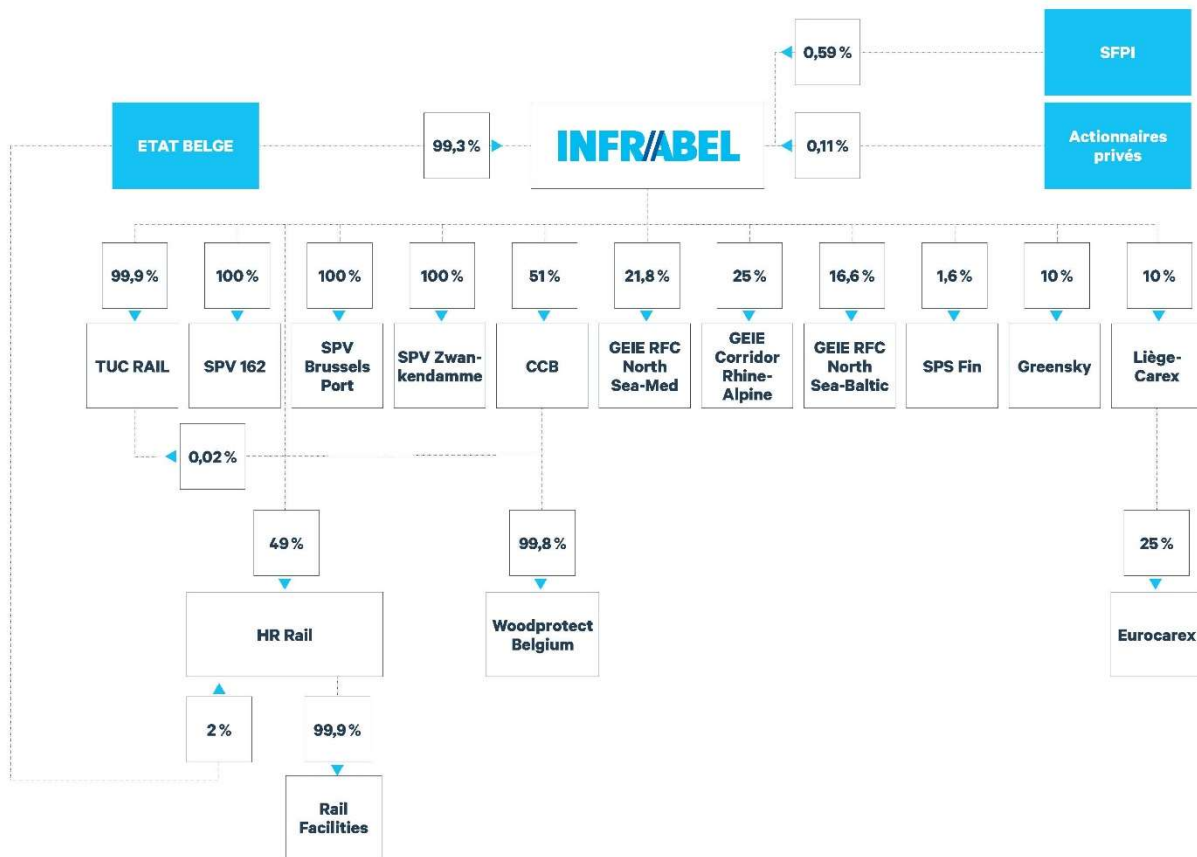 0,59 %
SFPI
ETAT BELGE
99,3 %
INFRABEL
0,11 %
Actionnaires
privés
99,9 %
100 %
100 %
100 %
51 %
21,8 %
25 %
16,6 %
1,6 %
10 %
10 %
TUC RAIL
SPV 162
SPV
Brussels
Port
SPV Zwan-
kendamme
CCB
GEIE RFC
North
Sea-Med
GEIE
Corridor
Rhine-
Alpine
GEIE RFC
North
Sea-Baltic
SPS Fin
Greensky
Liège-
Carex
0,02 %
49 %
99,8 %
25 %
HR Rail
Woodprotect
Belgium
Eurocarex
2 %
99,9 %
Rail
Facilities